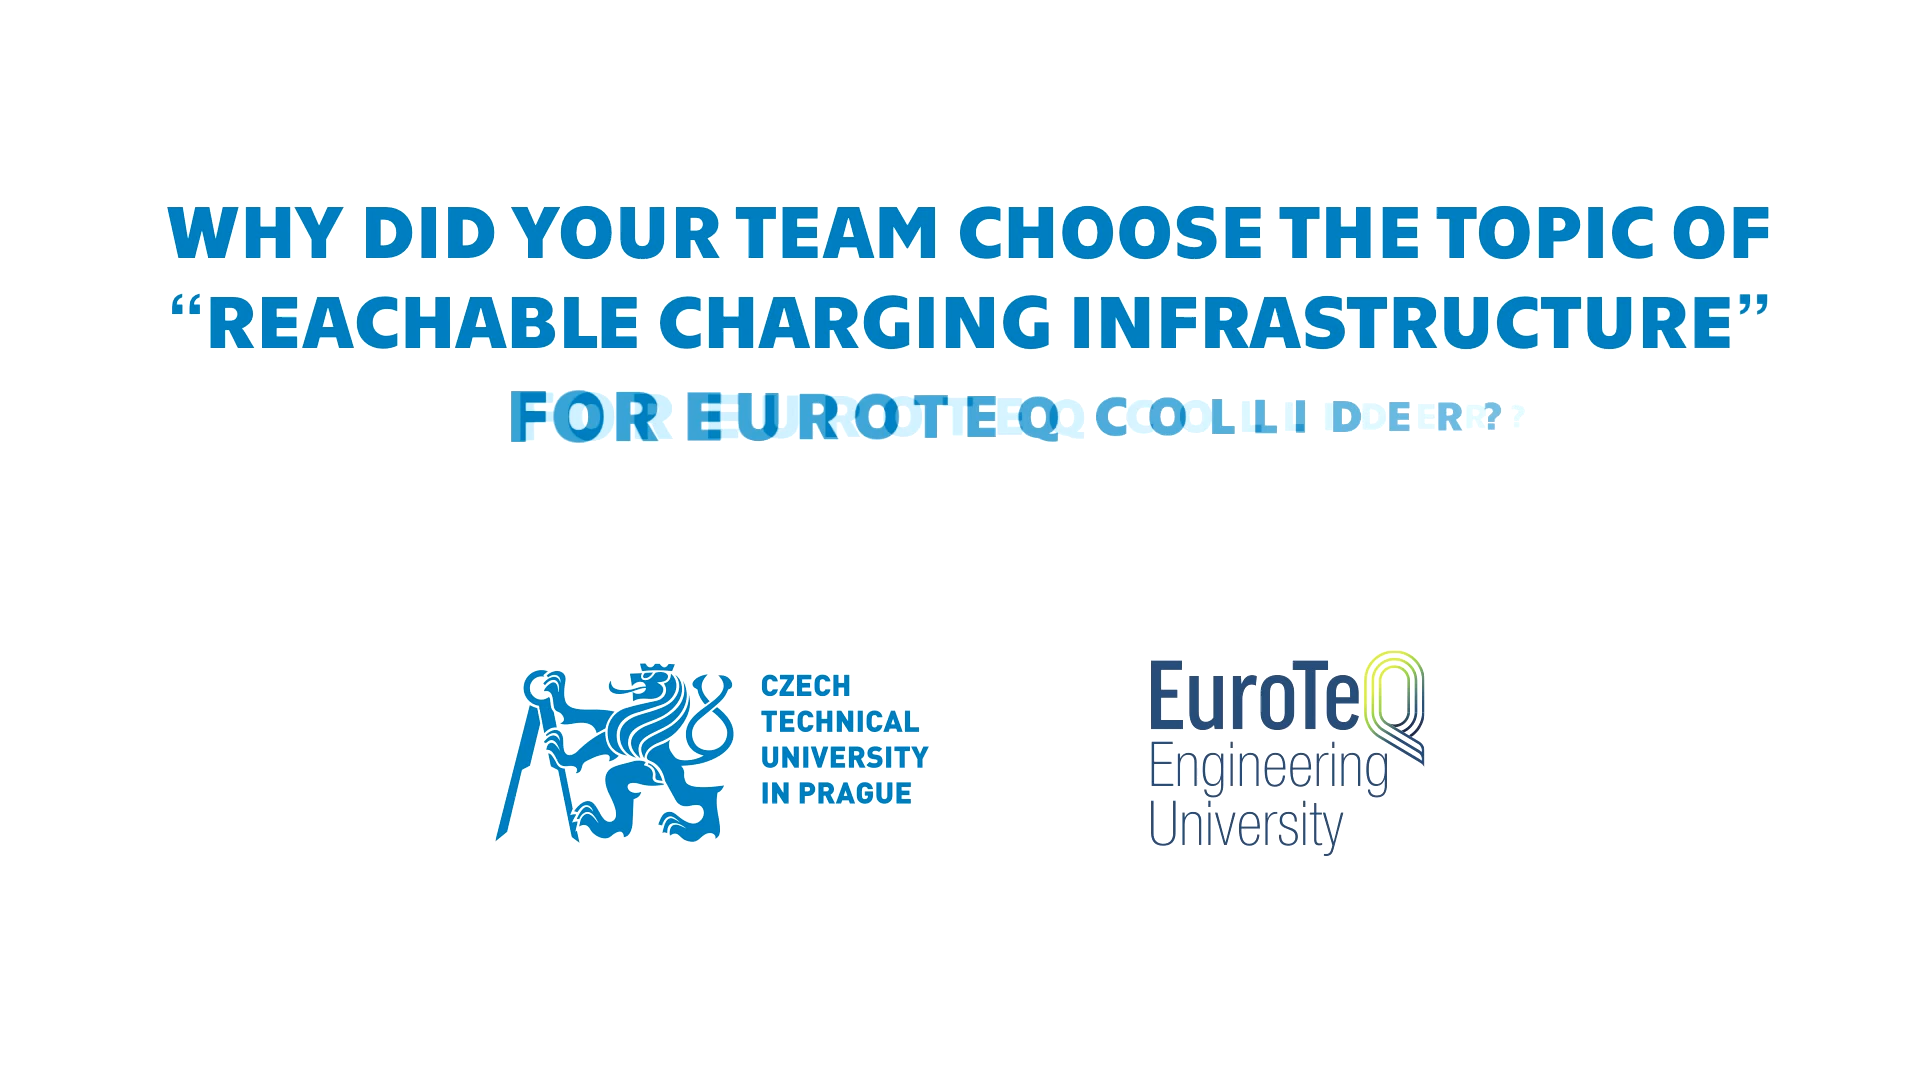 WHY DID YOUR TEAM CHOOSE THE TOPIC OF
“REACHABLE CHARGING INFRASTRUCTURE”
FOR EUROTEQ COLLIDER?
CZECH
TECHNICAL
UNIVERSITY
IN PRAGUE
EuroTeQ
Engineering
University